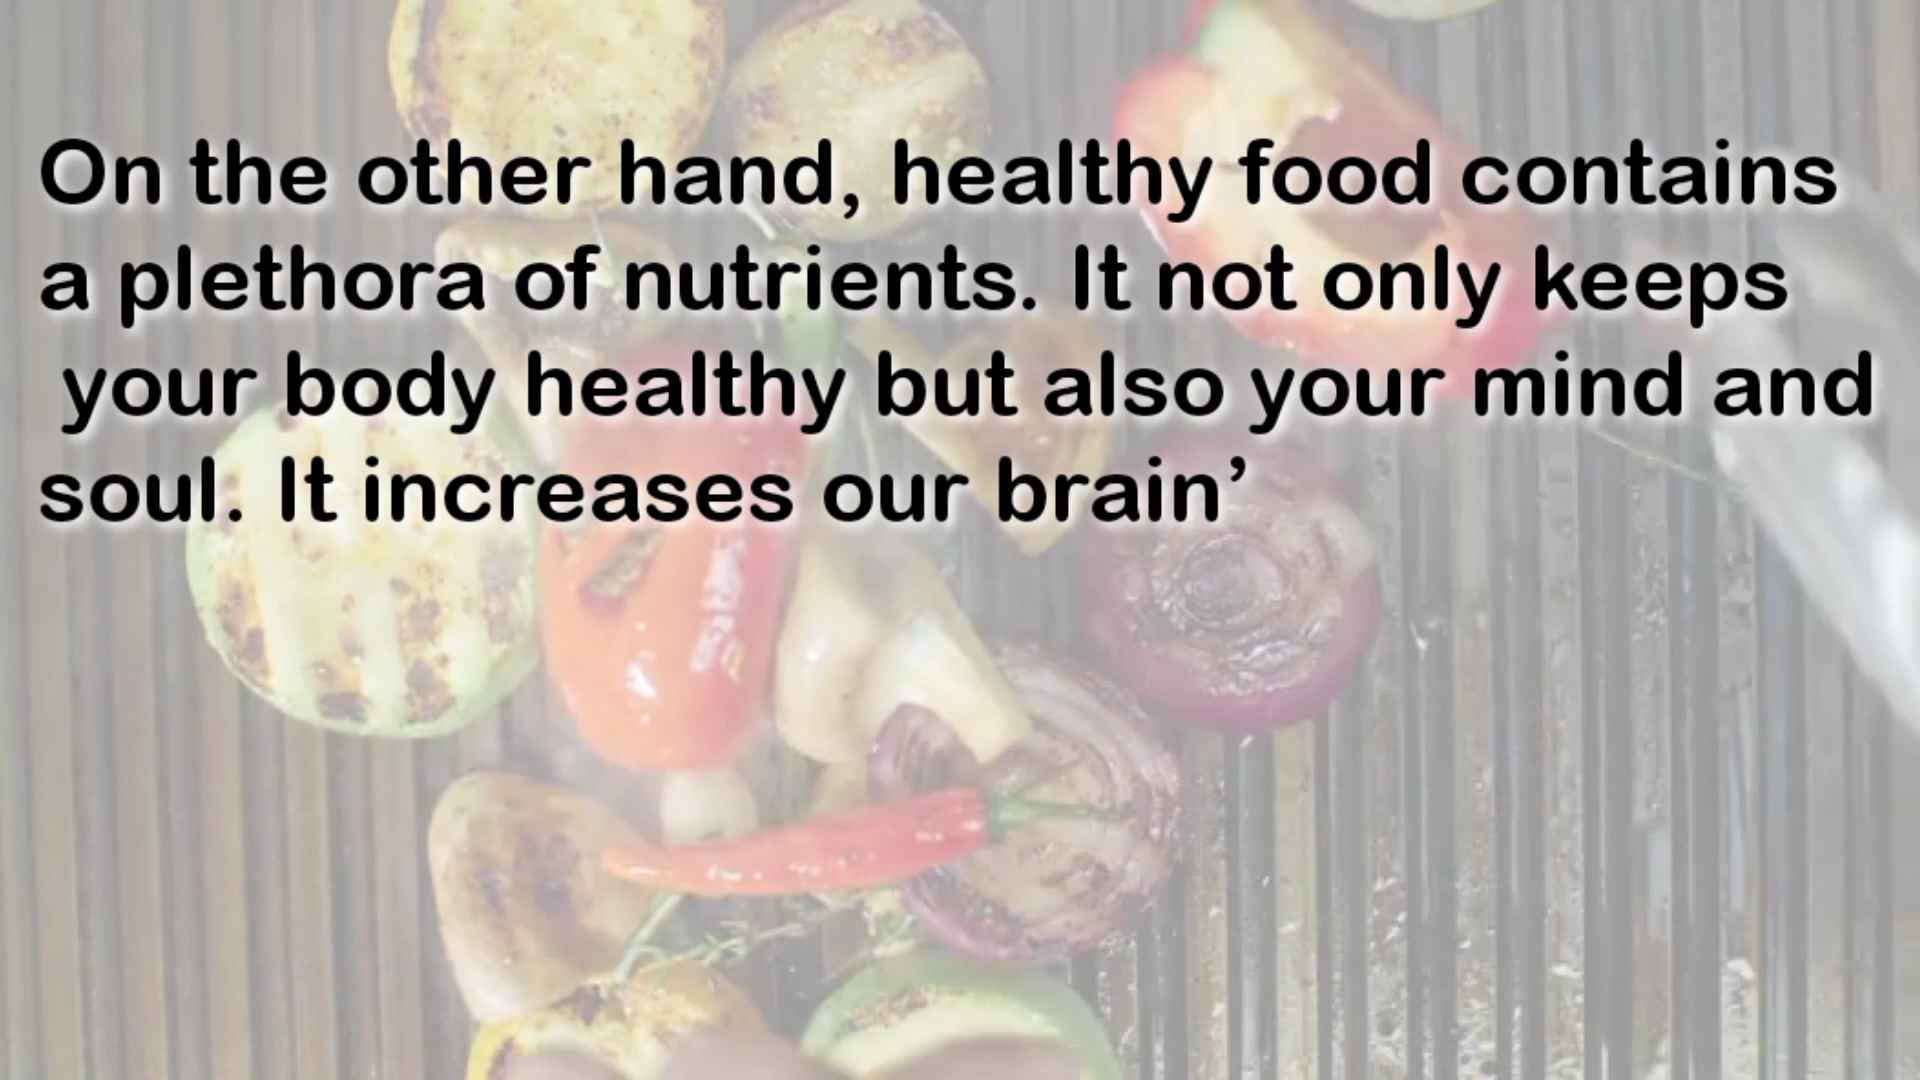 On the other hand, healthy food contains
a plethora of nutrients. It not only keeps
your body healthy but also your mind and
soul. It increases our brain’